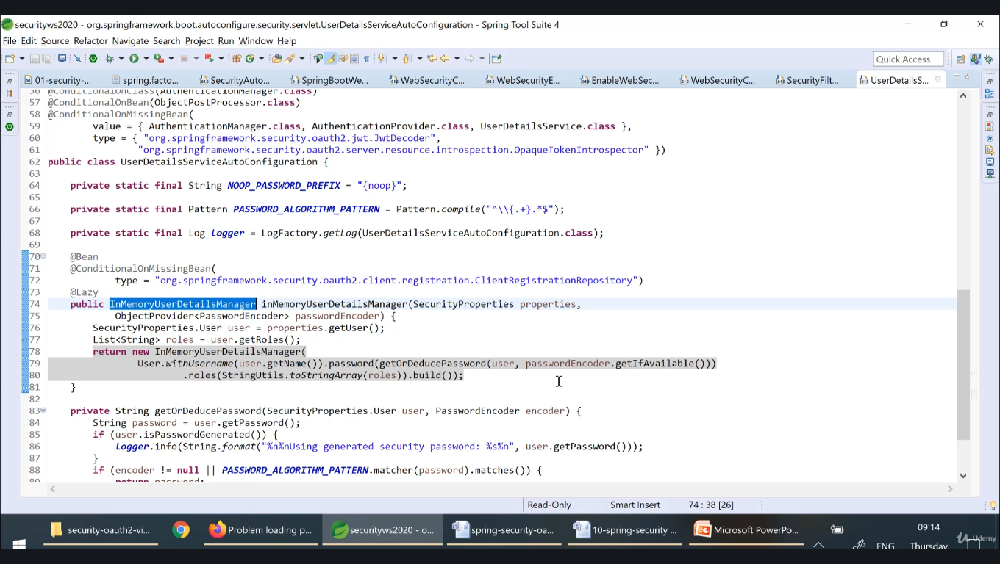 securityws2020 - org.springframework.boot.autoconfigure.security.servlet.UserDetailsServiceAutoConfiguration - Spring Tool Suite 4
File Edit Source Refactor Navigate Search Project Run Window Help
Quick Access
01-security-... spring.facto... SecurityAuto... SpringBootWe... WebSecurityC... WebSecurityE... EnableWebSec... WebSecurityC... SecurityFilt... UserDetailsS...
56 @ConditionalOnClass(AuthenticationManager.class)
57 @ConditionalOnBean(ObjectPostProcessor.class)
58 @ConditionalOnMissingBean(
59 value = { AuthenticationManager.class, AuthenticationProvider.class, UserDetailsService.class },
60 type = { "org.springframework.security.oauth2.jwt.JwtDecoder",
61 "org.springframework.security.oauth2.server.resource.introspection.OpaqueTokenIntrospector" })
62 public class UserDetailsServiceAutoConfiguration {
63
64 private static final String NOOP_PASSWORD_PREFIX = "{noop}";
65
66 private static final Pattern PASSWORD_ALGORITHM_PATTERN = Pattern.compile("^\\{.+}.*$");
67
68 private static final Log logger = LogFactory.getLog(UserDetailsServiceAutoConfiguration.class);
69
70 @Bean
71 @ConditionalOnMissingBean(
72 type = "org.springframework.security.oauth2.client.registration.ClientRegistrationRepository")
73 @Lazy
74 public InMemoryUserDetailsManager inMemoryUserDetailsManager(SecurityProperties properties,
75 ObjectProvider<PasswordEncoder> passwordEncoder) {
76 SecurityProperties.User user = properties.getUser();
77 List<String> roles = user.getRoles();
78 return new InMemoryUserDetailsManager(
79 User.withUsername(user.getName()).password(getOrDeducePassword(user, passwordEncoder.getIfAvailable()))
80 .roles(StringUtils.toStringArray(roles)).build());
81 }
82
83 private String getOrDeducePassword(SecurityProperties.User user, PasswordEncoder encoder) {
84 String password = user.getPassword();
85 if (user.isPasswordGenerated()) {
86 logger.info(String.format("%n%nUsing generated security password: %s%n", user.getPassword()));
87 }
88 if (encoder != null || PASSWORD_ALGORITHM_PATTERN.matcher(password).matches()) {
89 return password;
Read-Only Smart Insert 74 : 38 [26]
security-oauth2-vi... Problem loading p... securityws2020 - o... spring-security-oa... 10-spring-security ... Microsoft PowerPo... 09:14
ENG Thursday
Udemy